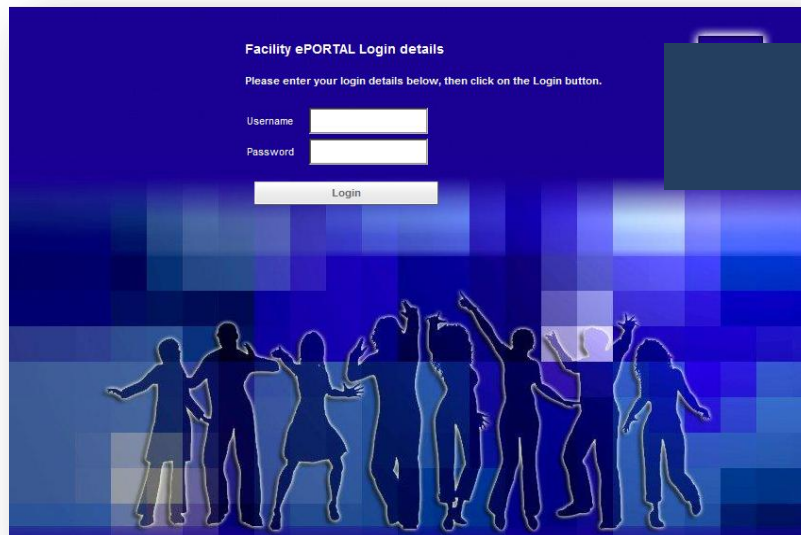 Facility ePORTAL Login details
Please enter your login details below, then click on the Login button.
Username
Password
Login